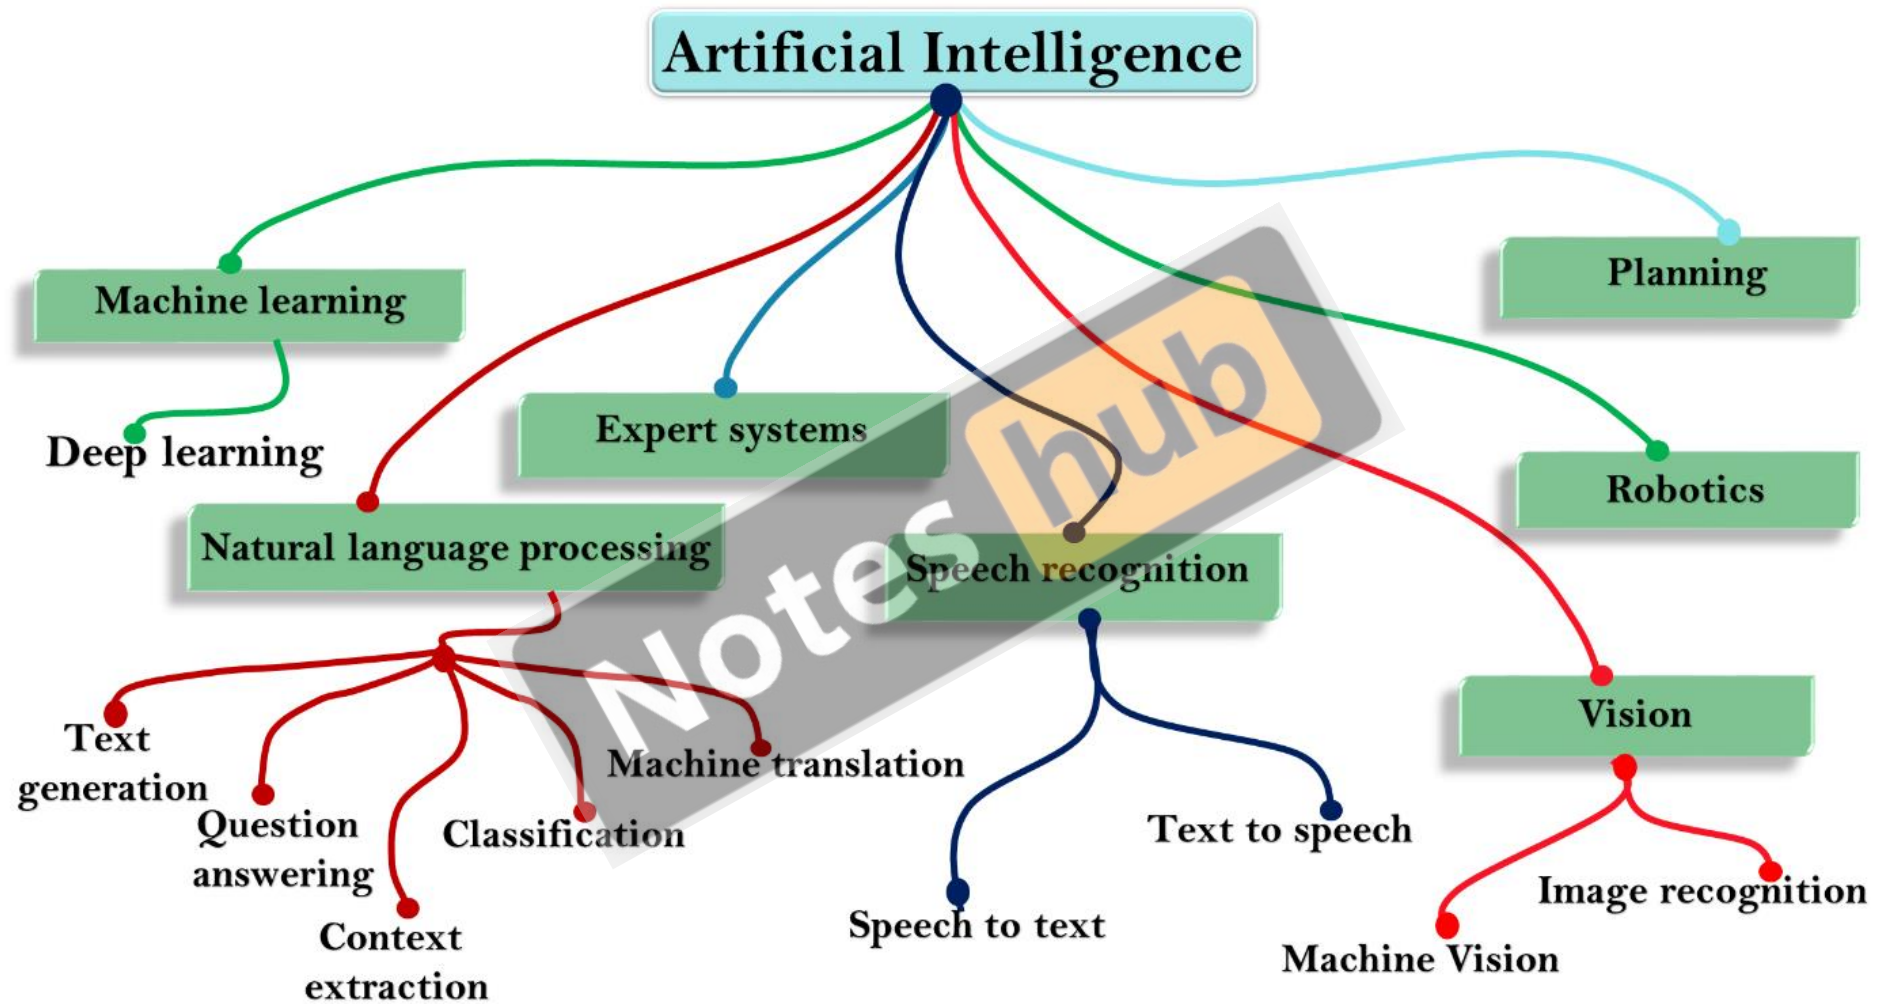 Artificial Intelligence
Machine learning
Planning
Deep learning
Expert systems
Robotics
Natural language processing
Speech recognition
Vision
Text
generation
Question
answering
Context
extraction
Classification
Machine translation
Speech to text
Text to speech
Machine Vision
Image recognition
Notes hub